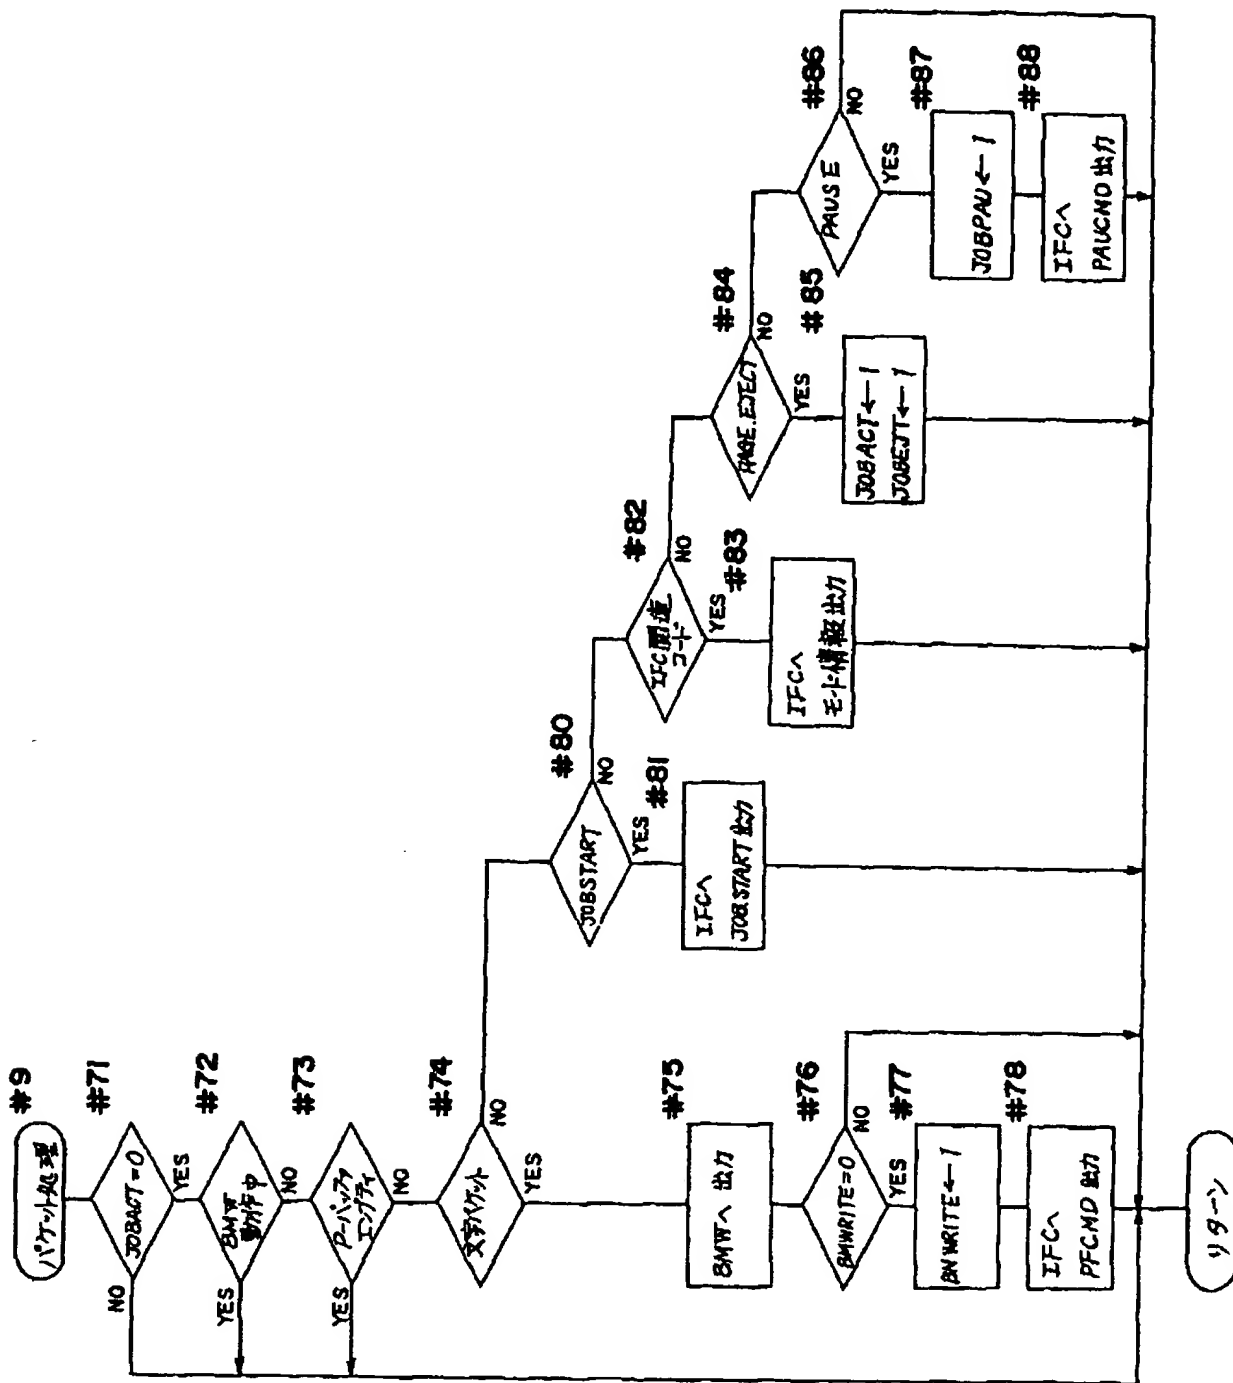 #9
パケット処理
#71
JOBACT=0
NO
YES
#72
BMW
動作中
YES
NO
#73
P-バッファ
エンプティ
YES
NO
#74
文字パケット
NO
YES
#75
BMWへ 出力
#76
BMWRITE=0
NO
YES
#77
BMWRITE←1
#78
IFCへ
PFCMD 出力
#80
JOBSTART
NO
YES
#81
IFCへ
JOBSTART 出力
#82
IFC関連
コード
NO
YES
#83
IFCへ
モード情報出力
#84
PAGE.EJECT
NO
YES
#85
JOBACT←1
JOBEJT←1
#86
PAUSE
NO
YES
#87
JOBPAU←1
#88
IFCへ
PAUCMD 出力
リターン